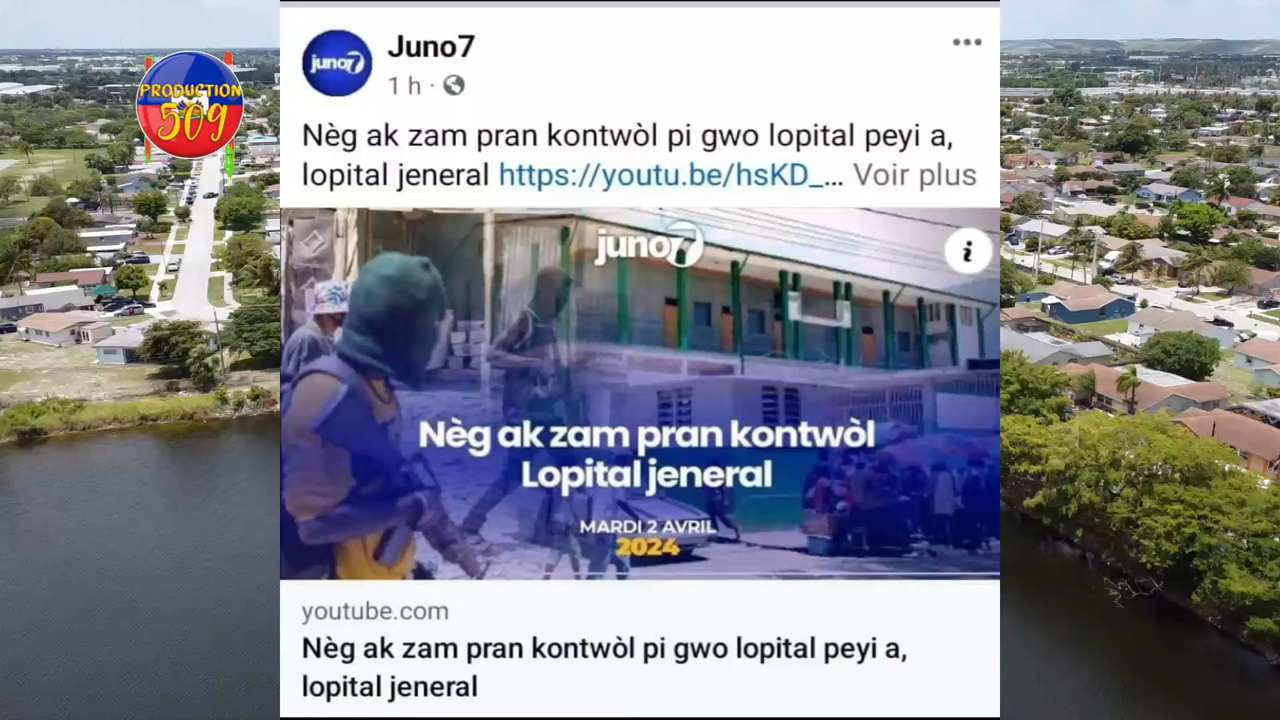 PRODUCTION
509
juno7
Juno7
1 h ·
Nèg ak zam pran kontwòl pi gwo lopital peyi a,
lopital jeneral https://youtu.be/hsKD_... Voir plus
juno7
i
Nèg ak zam pran kontwòl
Lopital jeneral
MARDI 2 AVRIL
2024
youtube.com
Nèg ak zam pran kontwòl pi gwo lopital peyi a,
lopital jeneral